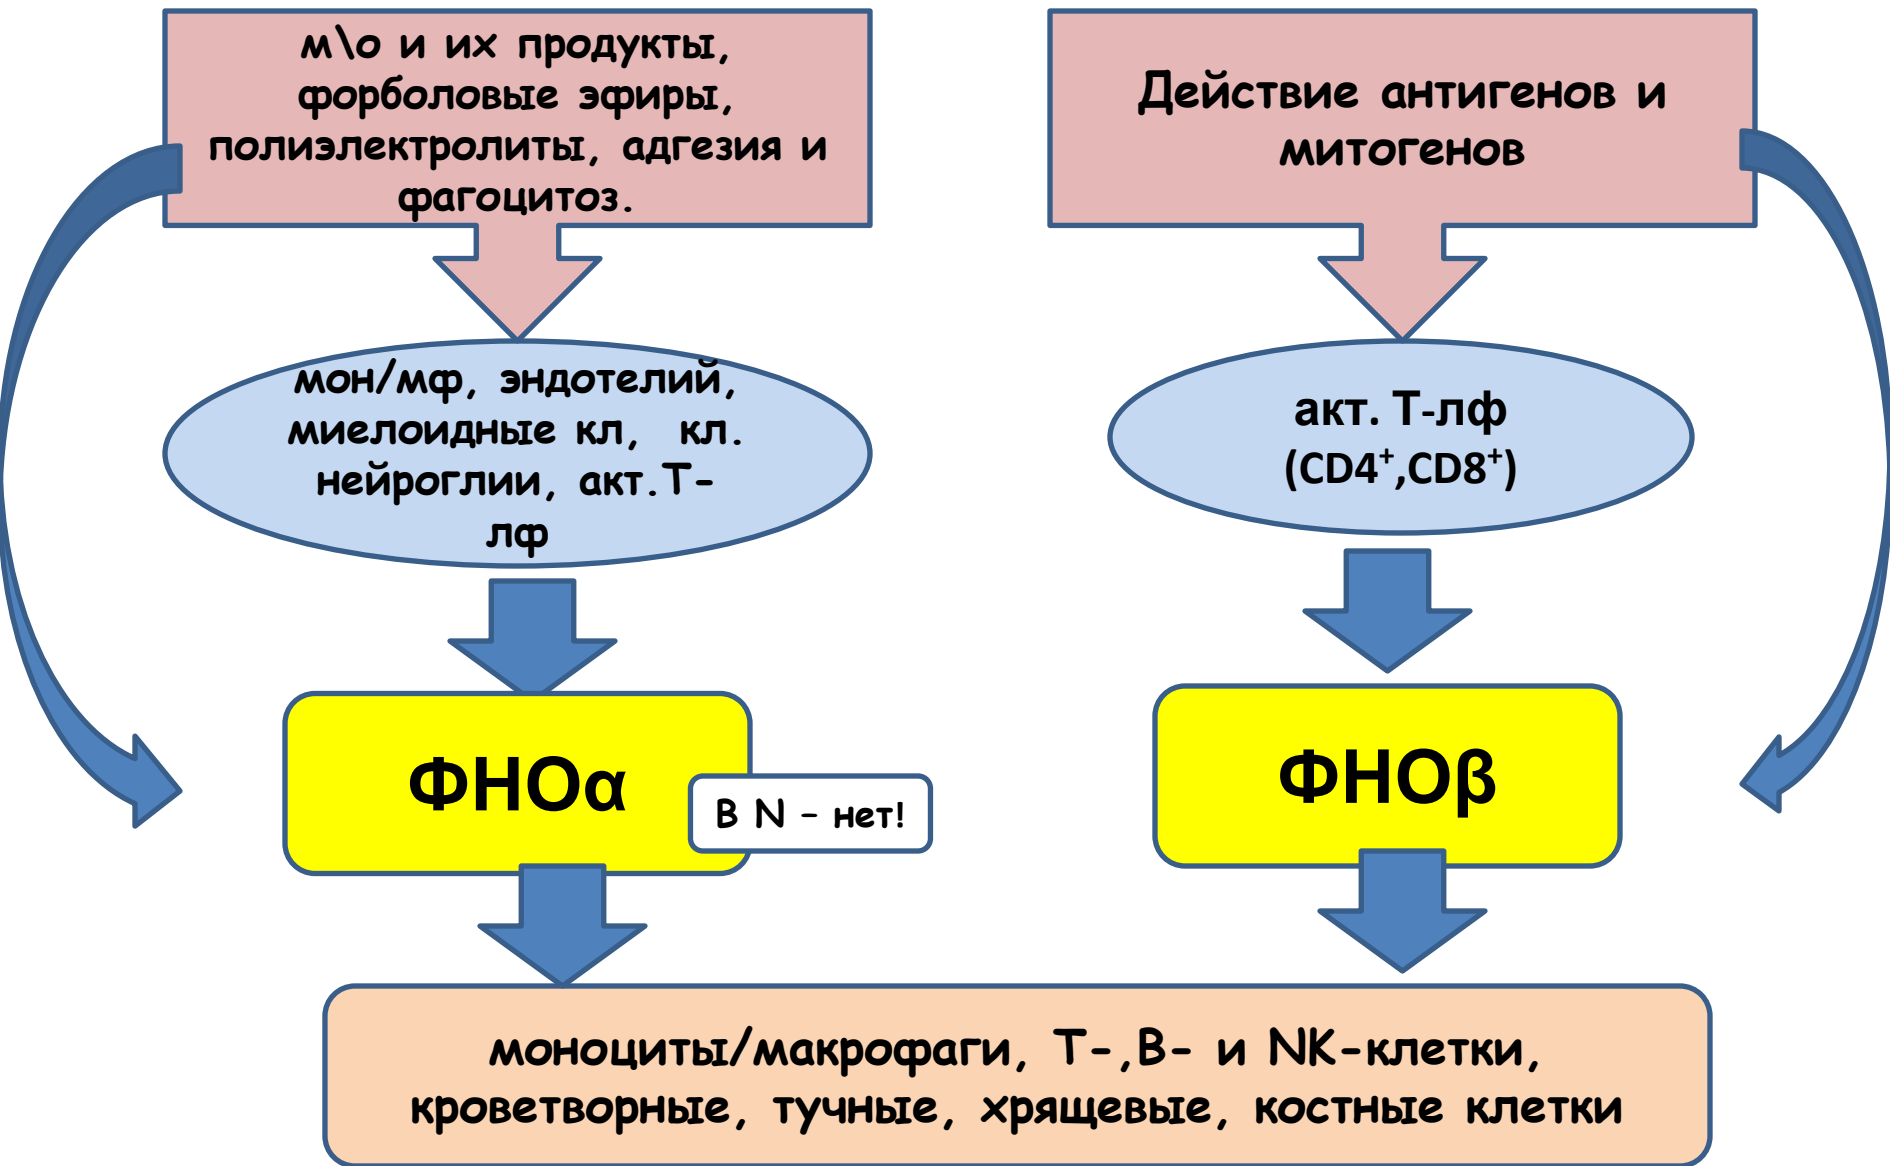 м\о и их продукты,
форболовые эфиры,
полиэлектролиты, адгезия и
фагоцитоз.
Действие антигенов и
митогенов
мон/мф, эндотелий,
миелоидные кл, кл.
нейроглии, акт.Т-
лф
акт. Т-лф
(CD4⁺,CD8⁺)
ФНОα
В N – нет!
ФНОβ
моноциты/макрофаги, Т-,В- и NK-клетки,
кроветворные, тучные, хрящевые, костные клетки